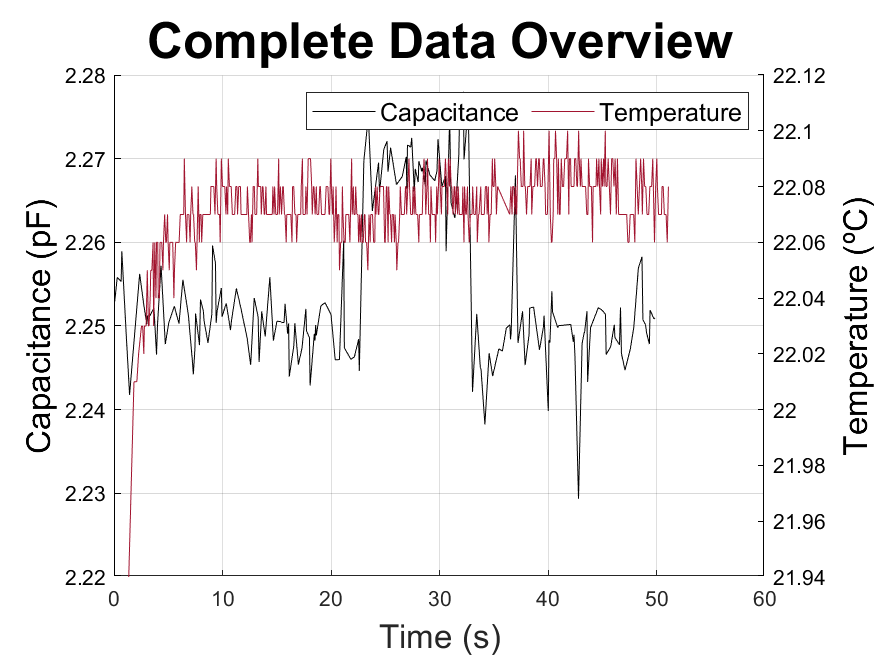 Complete Data Overview
Capacitance Temperature
Capacitance (pF)
2.28
2.27
2.26
2.25
2.24
2.23
2.22
22.12
22.1
22.08
22.06
22.04
22.02
22
21.98
21.96
21.94
Temperature (ºC)
0 10 20 30 40 50 60
Time (s)